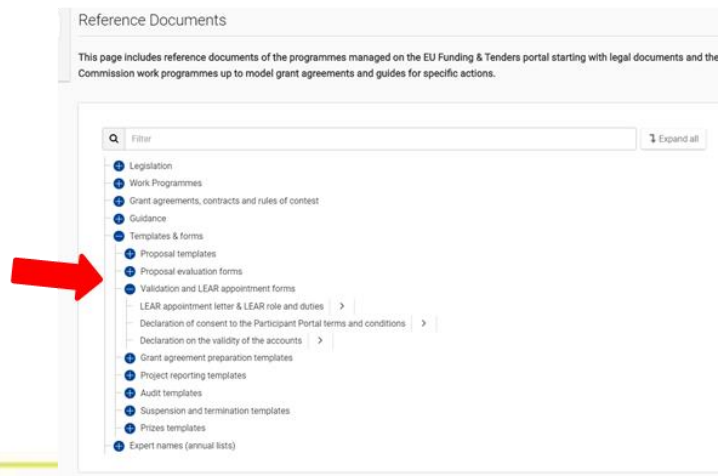 Reference Documents
This page includes reference documents of the programmes managed on the EU Funding & Tenders portal starting with legal documents and the
Commission work programmes up to model grant agreements and guides for specific actions.
Filter
Expand all
Legislation
Work Programmes
Grant agreements, contracts and rules of contest
Guidance
Templates & forms
Proposal templates
Proposal evaluation forms
Validation and LEAR appointment forms
LEAR appointment letter & LEAR role and duties
Declaration of consent to the Participant Portal terms and conditions
Declaration on the validity of the accounts
Grant agreement preparation templates
Project reporting templates
Audit templates
Suspension and termination templates
Prizes templates
Expert names (annual lists)